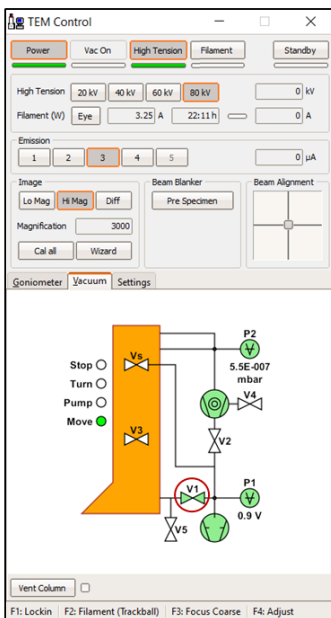 TEM Control
Power Vac On High Tension Filament Standby
High Tension 20 kV 40 kV 60 kV 80 kV 0 kV
Filament (W) Eye 3.25 A 22:11 h 0 A
Emission
1 2 3 4 5 0 µA
Image Beam Blanker Beam Alignment
Lo Mag Hi Mag Diff Pre Specimen
Magnification 3000
Cal all Wizard
Goniometer Vacuum Settings
P2
Vs 5.5E-007
Stop mbar
Turn V4
Pump
Move V3 V2
V1 P1
0.9 V
V5
Vent Column
F1: Lockin F2: Filament (Trackball) F3: Focus Coarse F4: Adjust